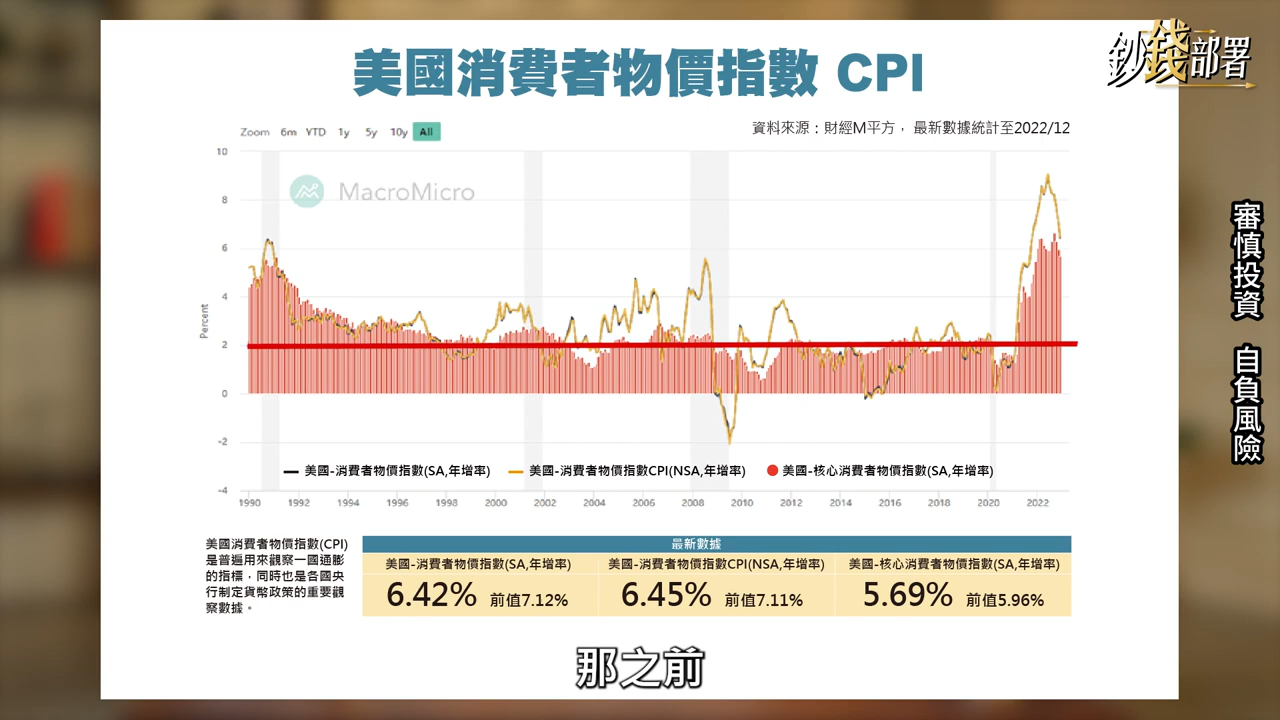 美國消費者物價指數 CPI
鈔錢部署
資料來源：財經M平方， 最新數據統計至2022/12
Zoom 6m YTD 1y 5y 10y All
MacroMicro
Percent
10
8
6
4
2
0
-2
-4
美國-消費者物價指數(SA,年增率) 美國-消費者物價指數CPI(NSA,年增率) 美國-核心消費者物價指數(SA,年增率)
1990 1992 1994 1996 1998 2000 2002 2004 2006 2008 2010 2012 2014 2016 2018 2020 2022
美國消費者物價指數(CPI)
是普遍用來觀察一國通膨
的指標，同時也是各國央
行制定貨幣政策的重要觀
察數據。
最新數據
美國-消費者物價指數(SA,年增率) 美國-消費者物價指數CPI(NSA,年增率) 美國-核心消費者物價指數(SA,年增率)
6.42% 前值7.12% 6.45% 前值7.11% 5.69% 前值5.96%
審慎投資 自負風險
那之前